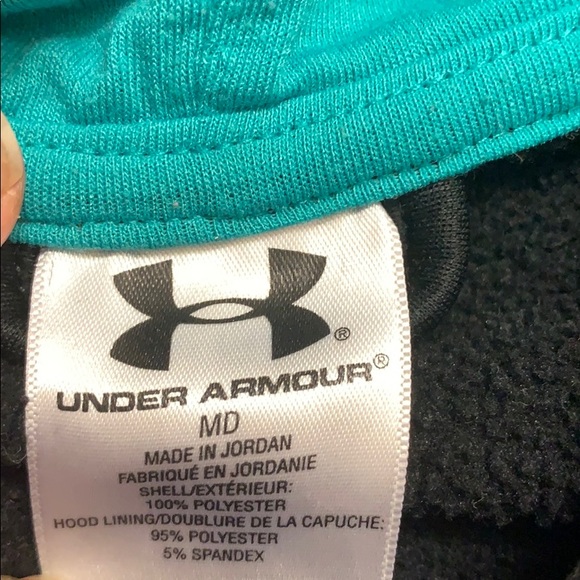 ®
UNDER ARMOUR®
MD
MADE IN JORDAN
FABRIQUÉ EN JORDANIE
SHELL/EXTÉRIEUR:
100% POLYESTER
HOOD LINING/DOUBLURE DE LA CAPUCHE:
95% POLYESTER
5% SPANDEX